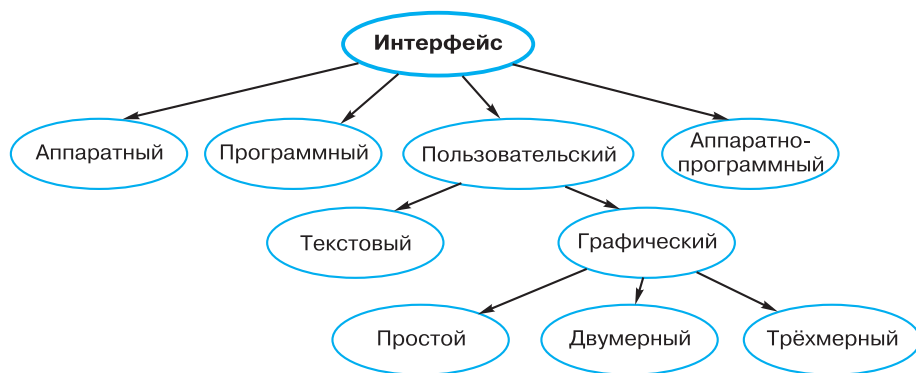 Интерфейс
Аппаратный
Программный
Пользовательский
Аппаратно-
программный
Текстовый
Графический
Простой
Двумерный
Трёхмерный